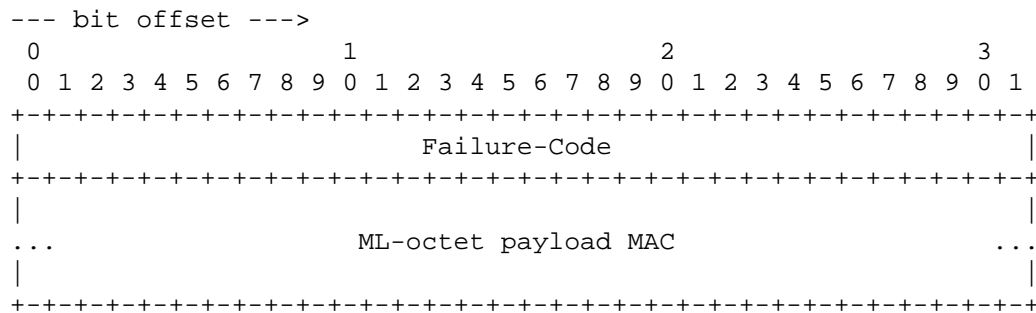 --- bit offset --->
 0                   1                   2                   3
 0 1 2 3 4 5 6 7 8 9 0 1 2 3 4 5 6 7 8 9 0 1 2 3 4 5 6 7 8 9 0 1
+-+-+-+-+-+-+-+-+-+-+-+-+-+-+-+-+-+-+-+-+-+-+-+-+-+-+-+-+-+-+-+-+
|                         Failure-Code                          |
+-+-+-+-+-+-+-+-+-+-+-+-+-+-+-+-+-+-+-+-+-+-+-+-+-+-+-+-+-+-+-+-+
|                                                               |
...                   ML-octet payload MAC                    ...
|                                                               |
+-+-+-+-+-+-+-+-+-+-+-+-+-+-+-+-+-+-+-+-+-+-+-+-+-+-+-+-+-+-+-+-+